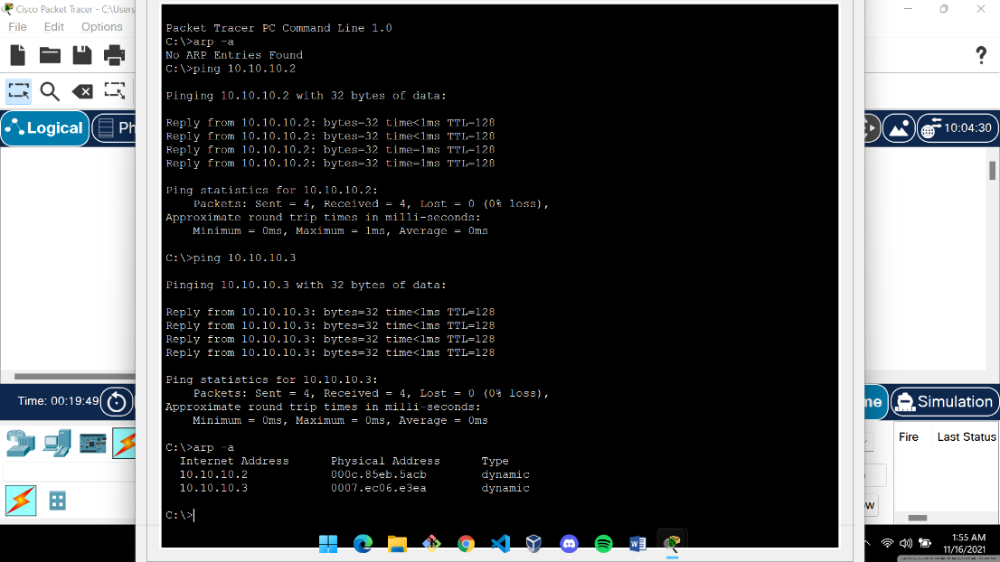 Cisco Packet Tracer - C:\Users
File Edit Options
?
Logical
Ph
10:04:30
Packet Tracer PC Command Line 1.0
C:\>arp -a
No ARP Entries Found
C:\>ping 10.10.10.2
Pinging 10.10.10.2 with 32 bytes of data:
Reply from 10.10.10.2: bytes=32 time<1ms TTL=128
Reply from 10.10.10.2: bytes=32 time<1ms TTL=128
Reply from 10.10.10.2: bytes=32 time=1ms TTL=128
Reply from 10.10.10.2: bytes=32 time=1ms TTL=128
Ping statistics for 10.10.10.2:
Packets: Sent = 4, Received = 4, Lost = 0 (0% loss),
Approximate round trip times in milli-seconds:
Minimum = 0ms, Maximum = 1ms, Average = 0ms
C:\>ping 10.10.10.3
Pinging 10.10.10.3 with 32 bytes of data:
Reply from 10.10.10.3: bytes=32 time<1ms TTL=128
Reply from 10.10.10.3: bytes=32 time<1ms TTL=128
Reply from 10.10.10.3: bytes=32 time<1ms TTL=128
Reply from 10.10.10.3: bytes=32 time<1ms TTL=128
Ping statistics for 10.10.10.3:
Packets: Sent = 4, Received = 4, Lost = 0 (0% loss),
Approximate round trip times in milli-seconds:
Minimum = 0ms, Maximum = 0ms, Average = 0ms
C:\>arp -a
Internet Address Physical Address Type
10.10.10.2 000c.85eb.5acb dynamic
10.10.10.3 0007.ec06.e3ea dynamic
C:\>
Time: 00:19:49
me
Simulation
Fire Last Status
w
1:55 AM
11/16/2021